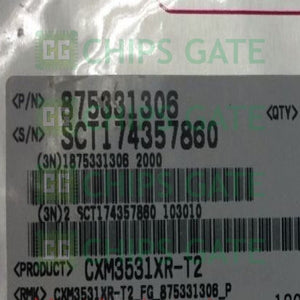 CHIPS GATE
<P/N> 875331306 <QTY>
<S/N> SCT174357860
(3N)1875331306 2000
(3N)2 SCT174357860 103010
<PRODUCT> CXM3531XR-T2
<RMK> CXM3531XR-T2_FG_875331306_P